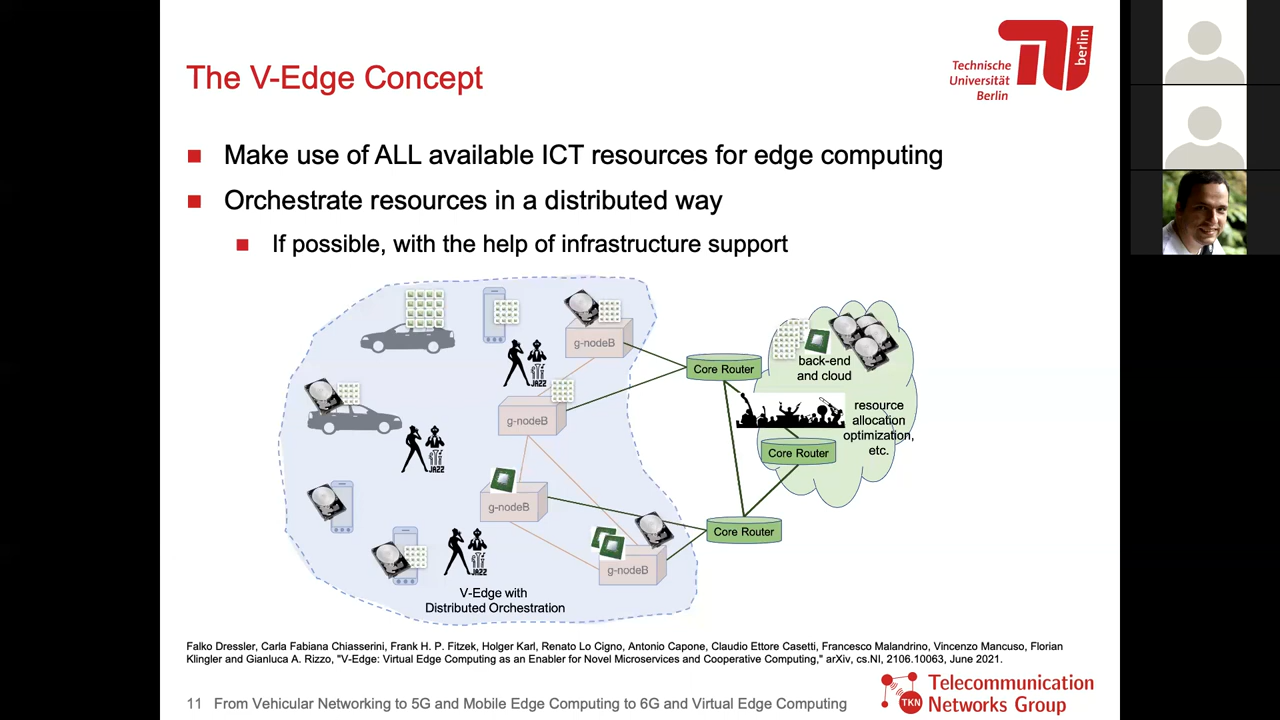 The V-Edge Concept
Technische
Universität
Berlin
berlin
Make use of ALL available ICT resources for edge computing
Orchestrate resources in a distributed way
If possible, with the help of infrastructure support
g-nodeB
JAZZ
g-nodeB
JAZZ
g-nodeB
g-nodeB
JAZZ
V-Edge with
Distributed Orchestration
Core Router
back-end
and cloud
resource
allocation
optimization,
etc.
Core Router
Core Router
Falko Dressler, Carla Fabiana Chiasserini, Frank H. P. Fitzek, Holger Karl, Renato Lo Cigno, Antonio Capone, Claudio Ettore Casetti, Francesco Malandrino, Vincenzo Mancuso, Florian
Klingler and Gianluca A. Rizzo, "V-Edge: Virtual Edge Computing as an Enabler for Novel Microservices and Cooperative Computing," arXiv, cs.NI, 2106.10063, June 2021.
11 From Vehicular Networking to 5G and Mobile Edge Computing to 6G and Virtual Edge Computing
TKN
Telecommunication
Networks Group